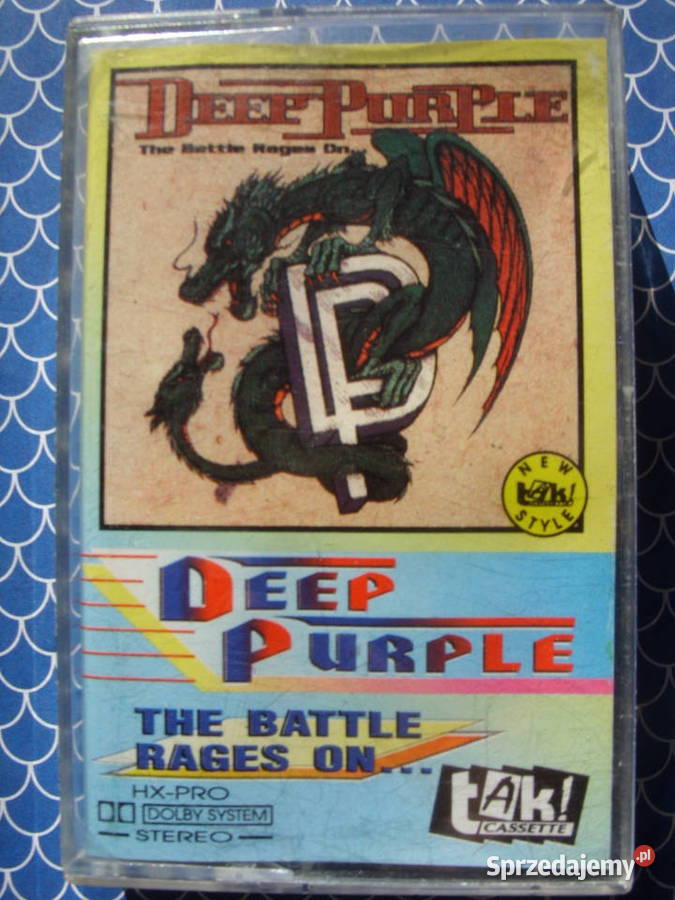 DEEP PURPLE
The Battle Rages On...
NEW
tAk!
STYLE
DEEP
PURPLE
THE BATTLE
RAGES ON...
HX-PRO
DOLBY SYSTEM
STEREO
tAk!
CASSETTE
Sprzedajemy.pl